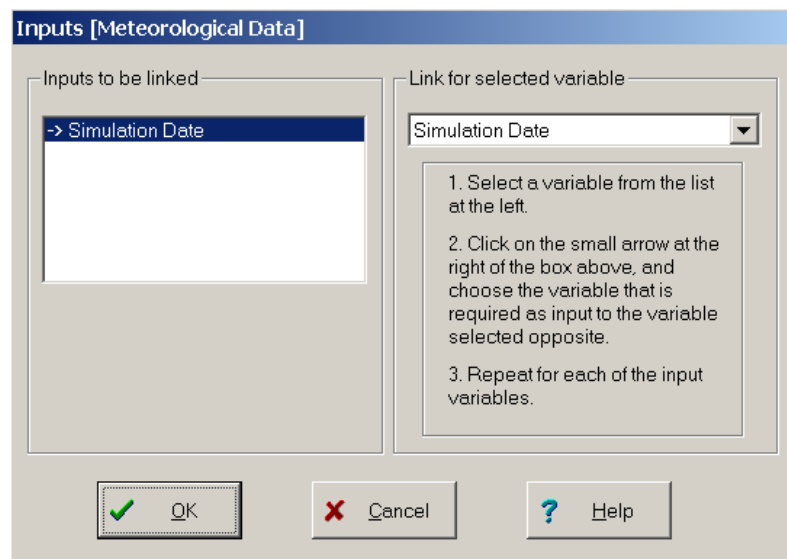 Inputs [Meteorological Data]
Inputs to be linked
-> Simulation Date
Link for selected variable
Simulation Date
1. Select a variable from the list
at the left.
2. Click on the small arrow at the
right of the box above, and
choose the variable that is
required as input to the variable
selected opposite.
3. Repeat for each of the input
variables.
OK
Cancel
? Help